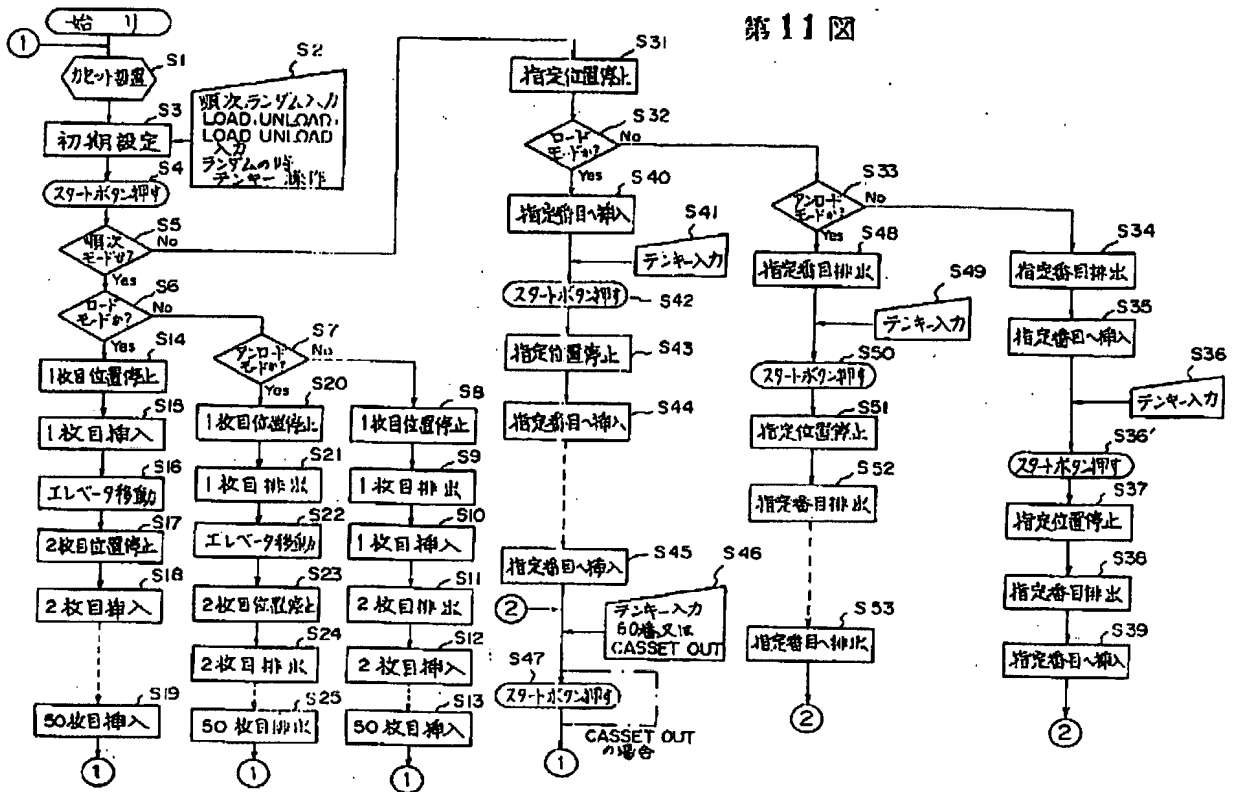 第11図
始り
1
S1
カセット設置
S2
順次,ランダム入力
LOAD,UNLOAD,
LOAD UNLOAD
入力
ランダムの時
テンキー操作
S3
初期設定
S4
スタートボタン押す
S5
順次
モードか?
No
Yes
S6
ロード
モードか?
No
Yes
S14
1枚目位置停止
S15
1枚目挿入
S16
エレベータ移動
S17
2枚目位置停止
S18
2枚目挿入
S19
50枚目挿入
1
S7
アンロード
モードか?
No
Yes
S20
1枚目位置停止
S21
1枚目排出
S22
エレベータ移動
S23
2枚目位置停止
S24
2枚目排出
S25
50枚目排出
1
S8
1枚目位置停止
S9
1枚目排出
S10
1枚目挿入
S11
2枚目排出
S12
2枚目挿入
S13
50枚目挿入
1
S31
指定位置停止
S32
ロード
モードか?
No
Yes
S40
指定番目へ挿入
S41
テンキー入力
スタートボタン押す
S42
指定位置停止
S43
指定番目へ挿入
S44
S45
指定番目へ挿入
2
S46
テンキー入力
60番又は
CASSET OUT
S47
スタートボタン押す
CASSET OUT
の場合
1
S33
アンロード
モードか?
No
Yes
S48
指定番目排出
S49
テンキー入力
S50
スタートボタン押す
S51
指定位置停止
S52
指定番目排出
S53
指定番目へ排出
2
S34
指定番目排出
S35
指定番目へ挿入
S36
テンキー入力
S36'
スタートボタン押す
S37
指定位置停止
S38
指定番目排出
S39
指定番目へ挿入
2